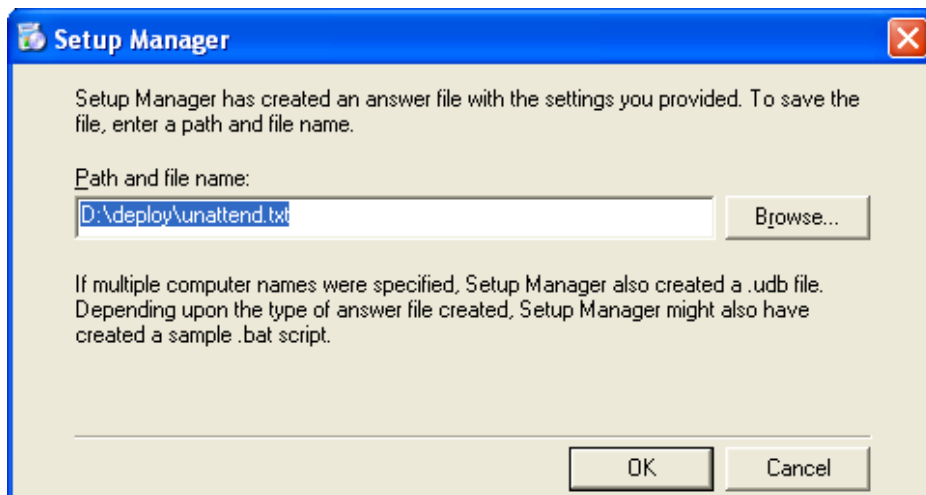 Setup Manager
Setup Manager has created an answer file with the settings you provided. To save the
file, enter a path and file name.
Path and file name:
D:\deploy\unattend.txt
Browse...
If multiple computer names were specified, Setup Manager also created a .udb file.
Depending upon the type of answer file created, Setup Manager might also have
created a sample .bat script.
OK
Cancel